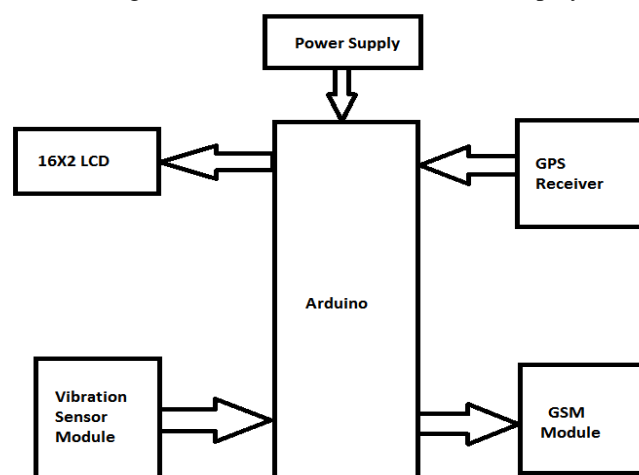 Power Supply
16X2 LCD
GPS
Receiver
Arduino
Vibration
Sensor
Module
GSM
Module